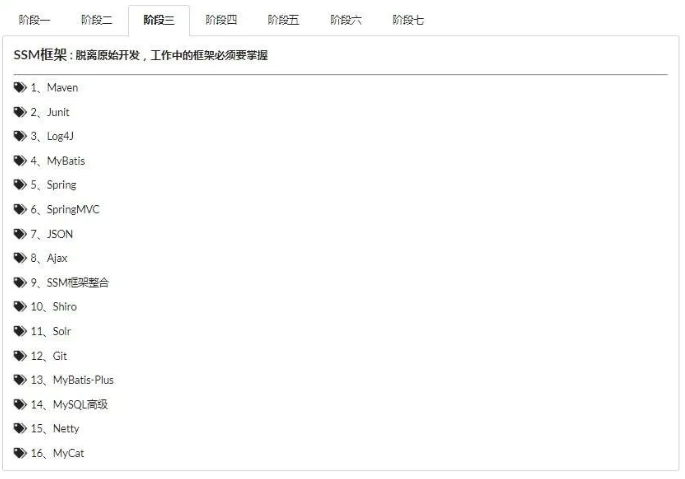 阶段一 阶段二 阶段三 阶段四 阶段五 阶段六 阶段七
SSM框架 : 脱离原始开发，工作中的框架必须要掌握
1、Maven
2、Junit
3、Log4J
4、MyBatis
5、Spring
6、SpringMVC
7、JSON
8、Ajax
9、SSM框架整合
10、Shiro
11、Solr
12、Git
13、MyBatis-Plus
14、MySQL高级
15、Netty
16、MyCat